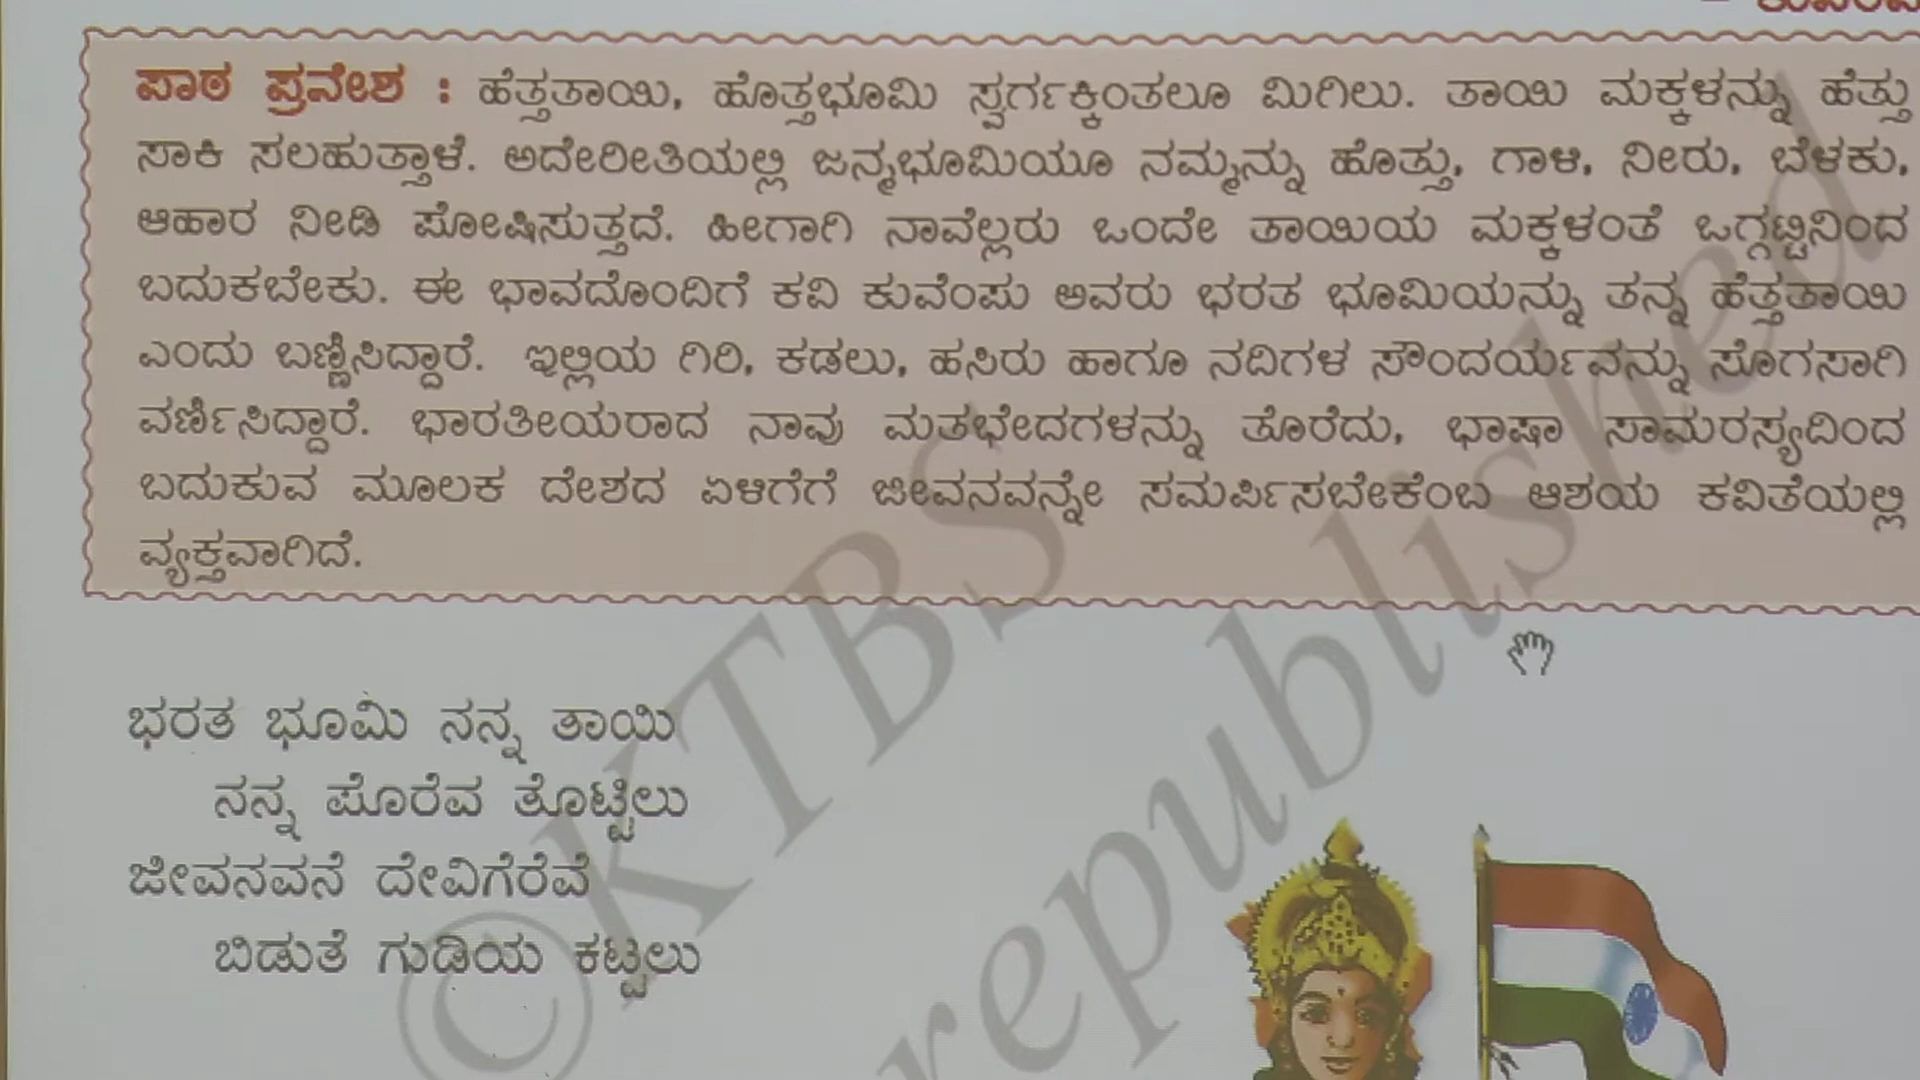 ಪಾಠ ಪ್ರವೇಶ : ಹೆತ್ತತಾಯಿ, ಹೊತ್ತಭೂಮಿ ಸ್ವರ್ಗಕ್ಕಿಂತಲೂ ಮಿಗಿಲು. ತಾಯಿ ಮಕ್ಕಳನ್ನು ಹೆತ್ತು
ಸಾಕಿ ಸಲಹುತ್ತಾಳೆ. ಅದೇರೀತಿಯಲ್ಲಿ ಜನ್ಮಭೂಮಿಯೂ ನಮ್ಮನ್ನು ಹೊತ್ತು, ಗಾಳಿ, ನೀರು, ಬೆಳಕು,
ಆಹಾರ ನೀಡಿ ಪೋಷಿಸುತ್ತದೆ. ಹೀಗಾಗಿ ನಾವೆಲ್ಲರು ಒಂದೇ ತಾಯಿಯ ಮಕ್ಕಳಂತೆ ಒಗ್ಗಟ್ಟಿನಿಂದ
ಬದುಕಬೇಕು. ಈ ಭಾವದೊಂದಿಗೆ ಕವಿ ಕುವೆಂಪು ಅವರು ಭರತ ಭೂಮಿಯನ್ನು ತನ್ನ ಹೆತ್ತತಾಯಿ
ಎಂದು ಬಣ್ಣಿಸಿದ್ದಾರೆ. ಇಲ್ಲಿಯ ಗಿರಿ, ಕಡಲು, ಹಸಿರು ಹಾಗೂ ನದಿಗಳ ಸೌಂದರ್ಯವನ್ನು ಸೊಗಸಾಗಿ
ವರ್ಣಿಸಿದ್ದಾರೆ. ಭಾರತೀಯರಾದ ನಾವು ಮತಭೇದಗಳನ್ನು ತೊರೆದು, ಭಾಷಾ ಸಾಮರಸ್ಯದಿಂದ
ಬದುಕುವ ಮೂಲಕ ದೇಶದ ಏಳಿಗೆಗೆ ಜೀವನವನ್ನೇ ಸಮರ್ಪಿಸಬೇಕೆಂಬ ಆಶಯ ಕವಿತೆಯಲ್ಲಿ
ವ್ಯಕ್ತವಾಗಿದೆ.
©KTBS
republished
ಭರತ ಭೂಮಿ ನನ್ನ ತಾಯಿ
ನನ್ನ ಪೊರೆವ ತೊಟ್ಟಿಲು
ಜೀವನವನೆ ದೇವಿಗೆರೆವೆ
ಬಿಡುತೆ ಗುಡಿಯ ಕಟ್ಟಲು